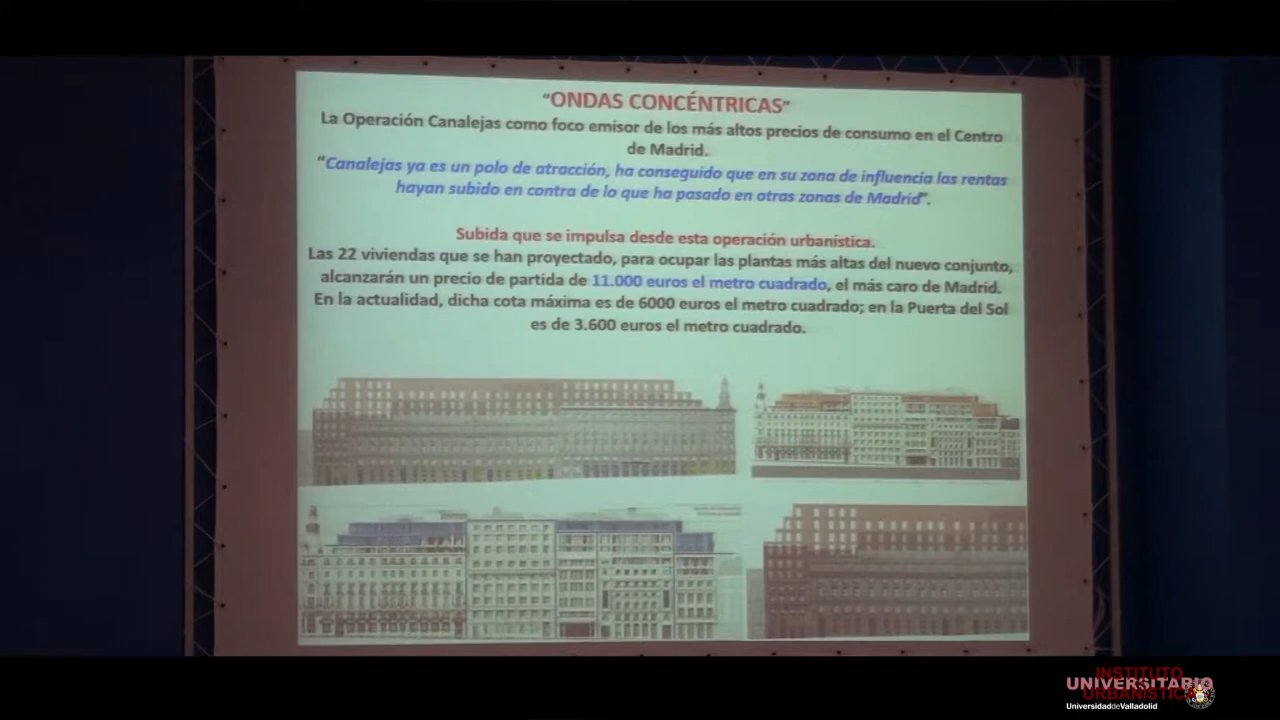 “ONDAS CONCÉNTRICAS”
La Operación Canalejas como foco emisor de los más altos precios de consumo en el Centro
de Madrid.
“Canalejas ya es un polo de atracción, ha conseguido que en su zona de influencia las rentas
hayan subido en contra de lo que ha pasado en otras zonas de Madrid”.
Subida que se impulsa desde esta operación urbanística.
Las 22 viviendas que se han proyectado, para ocupar las plantas más altas del nuevo conjunto,
alcanzarán un precio de partida de 11.000 euros el metro cuadrado, el más caro de Madrid.
En la actualidad, dicha cota máxima es de 6000 euros el metro cuadrado; en la Puerta del Sol
es de 3.600 euros el metro cuadrado.
INSTITUTO
UNIVERSITARIO
URBANÍSTICA
UniversidaddeValladolid